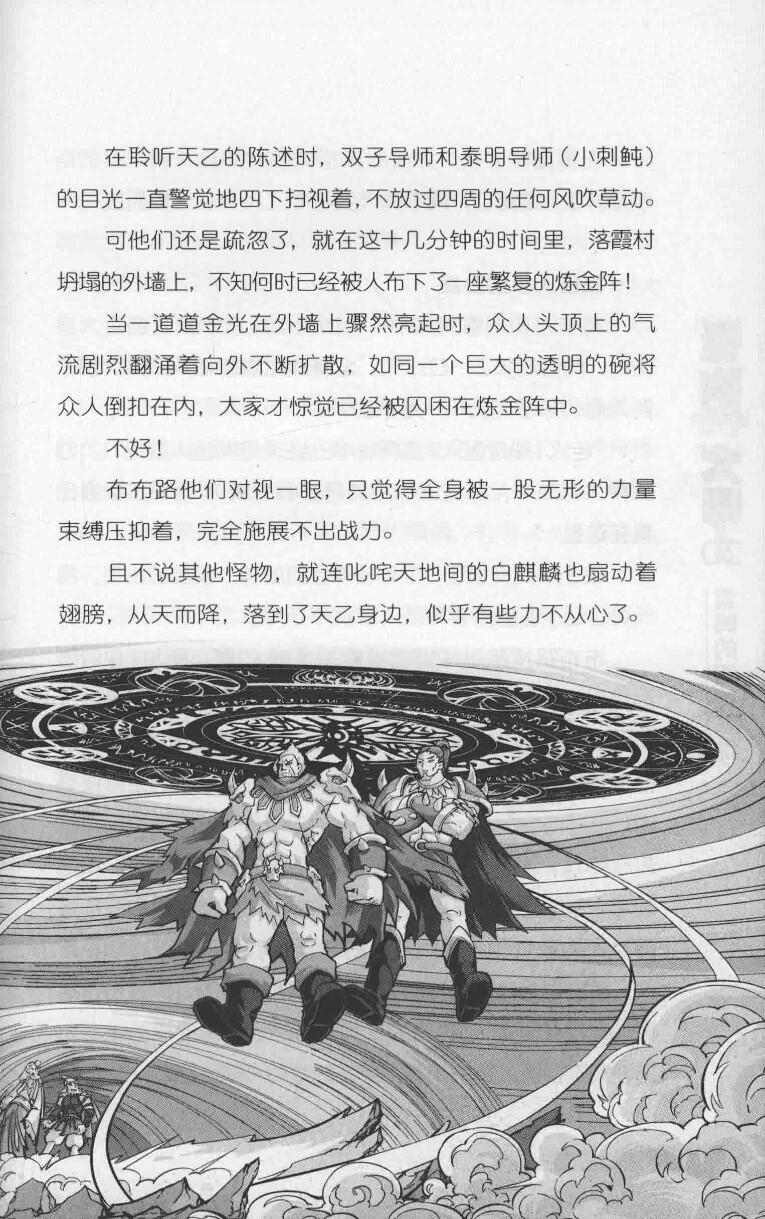 在聆听天乙的陈述时，双子导师和泰明导师（小刺鲀）
的目光一直警觉地四下扫视着，不放过四周的任何风吹草动。
可他们还是疏忽了，就在这十几分钟的时间里，落霞村
坍塌的外墙上，不知何时已经被人布下了一座繁复的炼金阵！
当一道道金光在外墙上骤然亮起时，众人头顶上的气
流剧烈翻涌着向外不断扩散，如同一个巨大的透明的碗将
众人倒扣在内，大家才惊觉已经被囚困在炼金阵中。
不好！
布布路他们对视一眼，只觉得全身被一股无形的力量
束缚压抑着，完全施展不出战力。
且不说其他怪物，就连叱咤天地间的白麒麟也扇动着
翅膀，从天而降，落到了天乙身边，似乎有些力不从心了。